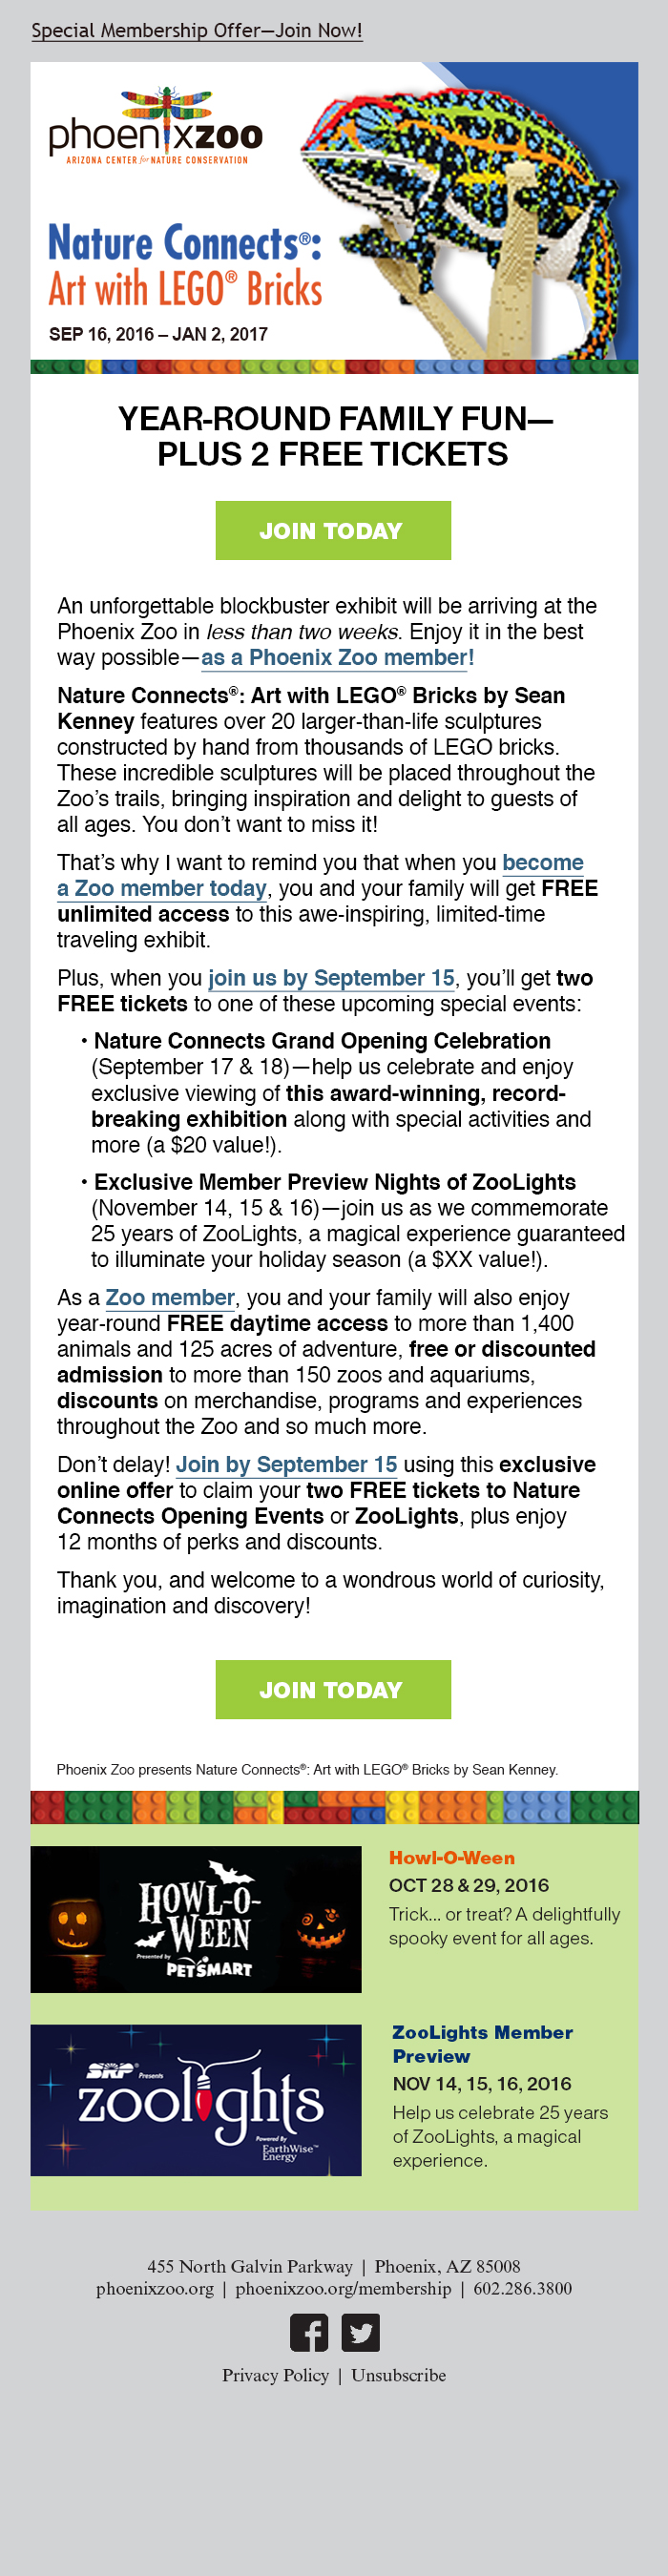 Special Membership Offer—Join Now!
phoenixzoo
ARIZONA CENTER for NATURE CONSERVATION
Nature Connects®:
Art with LEGO® Bricks
SEP 16, 2016 – JAN 2, 2017
YEAR-ROUND FAMILY FUN—
PLUS 2 FREE TICKETS
JOIN TODAY
An unforgettable blockbuster exhibit will be arriving at the
Phoenix Zoo in less than two weeks. Enjoy it in the best
way possible—as a Phoenix Zoo member!
Nature Connects®: Art with LEGO® Bricks by Sean
Kenney features over 20 larger-than-life sculptures
constructed by hand from thousands of LEGO bricks.
These incredible sculptures will be placed throughout the
Zoo’s trails, bringing inspiration and delight to guests of
all ages. You don’t want to miss it!
That’s why I want to remind you that when you become
a Zoo member today, you and your family will get FREE
unlimited access to this awe-inspiring, limited-time
traveling exhibit.
Plus, when you join us by September 15, you’ll get two
FREE tickets to one of these upcoming special events:
• Nature Connects Grand Opening Celebration
(September 17 & 18)—help us celebrate and enjoy
exclusive viewing of this award-winning, record-
breaking exhibition along with special activities and
more (a $20 value!).
• Exclusive Member Preview Nights of ZooLights
(November 14, 15 & 16)—join us as we commemorate
25 years of ZooLights, a magical experience guaranteed
to illuminate your holiday season (a $XX value!).
As a Zoo member, you and your family will also enjoy
year-round FREE daytime access to more than 1,400
animals and 125 acres of adventure, free or discounted
admission to more than 150 zoos and aquariums,
discounts on merchandise, programs and experiences
throughout the Zoo and so much more.
Don’t delay! Join by September 15 using this exclusive
online offer to claim your two FREE tickets to Nature
Connects Opening Events or ZooLights, plus enjoy
12 months of perks and discounts.
Thank you, and welcome to a wondrous world of curiosity,
imagination and discovery!
JOIN TODAY
Phoenix Zoo presents Nature Connects®: Art with LEGO® Bricks by Sean Kenney.
HOWL-O-
WEEN
Presented by
PETSMART
Howl-O-Ween
OCT 28 & 29, 2016
Trick... or treat? A delightfully
spooky event for all ages.
SRP® Presents
zoolights
Powered By
EarthWise™
Energy
ZooLights Member
Preview
NOV 14, 15, 16, 2016
Help us celebrate 25 years
of ZooLights, a magical
experience.
455 North Galvin Parkway | Phoenix, AZ 85008
phoenixzoo.org | phoenixzoo.org/membership | 602.286.3800
Privacy Policy | Unsubscribe